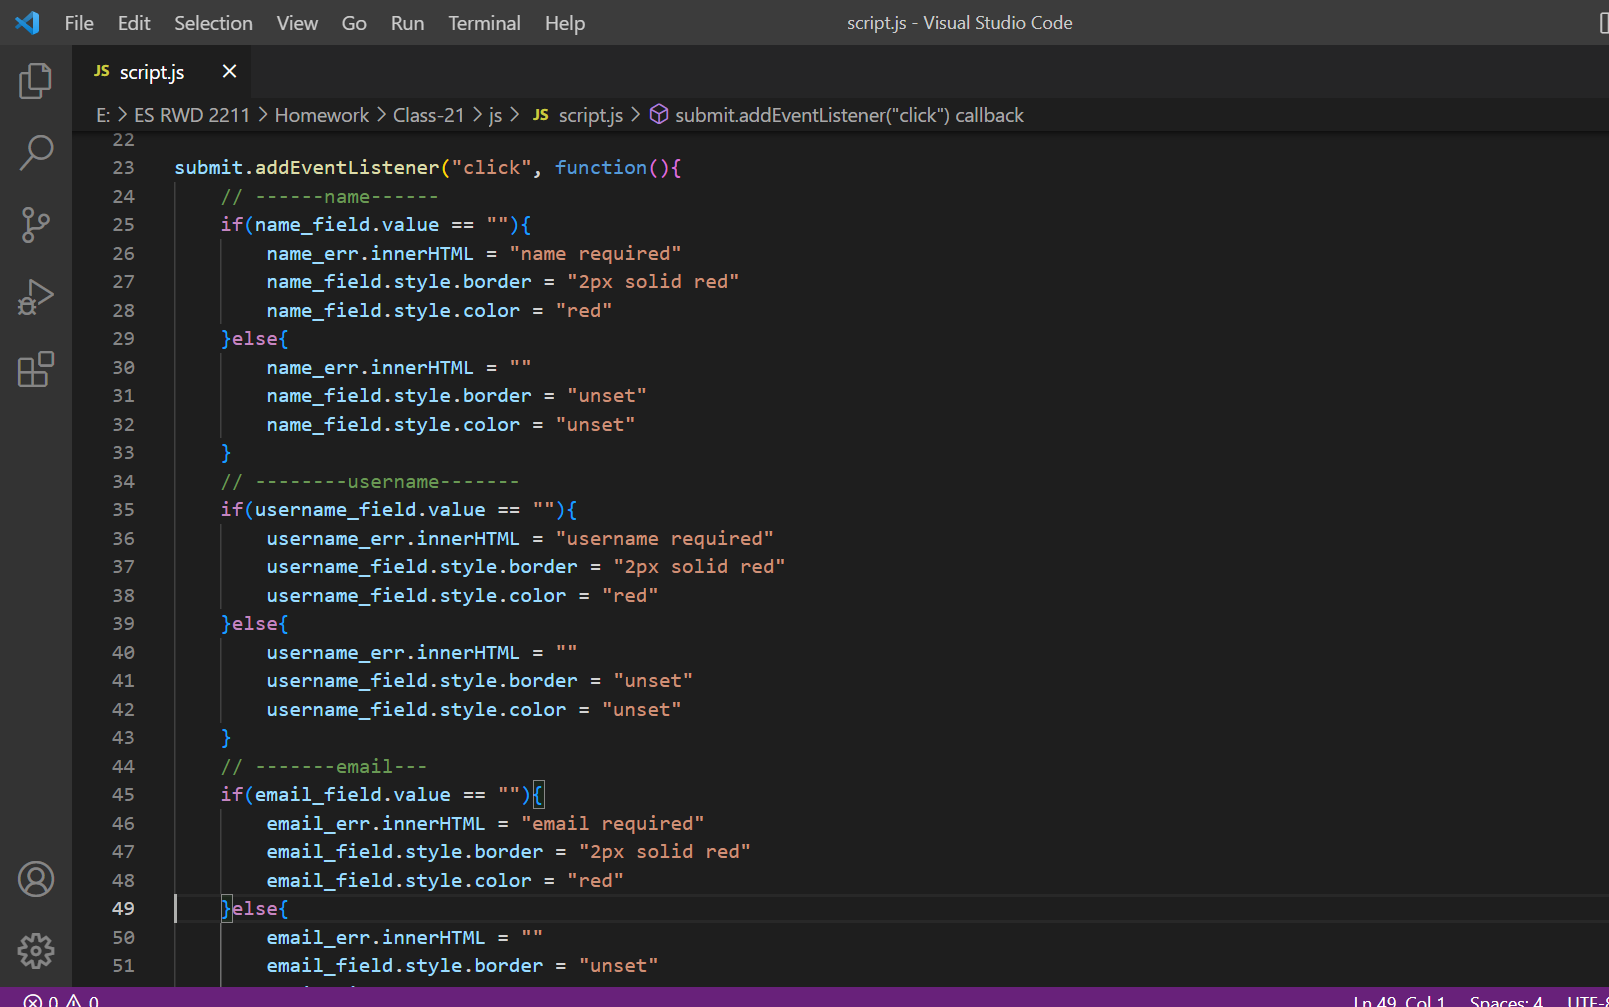 File Edit Selection View Go Run Terminal Help script.js - Visual Studio Code
JS script.js ×
E: > ES RWD 2211 > Homework > Class-21 > js > JS script.js > submit.addEventListener("click") callback
22
23 submit.addEventListener("click", function(){
24     // ------name------
25     if(name_field.value == ""){
26         name_err.innerHTML = "name required"
27         name_field.style.border = "2px solid red"
28         name_field.style.color = "red"
29     }else{
30         name_err.innerHTML = ""
31         name_field.style.border = "unset"
32         name_field.style.color = "unset"
33     }
34     // --------username-------
35     if(username_field.value == ""){
36         username_err.innerHTML = "username required"
37         username_field.style.border = "2px solid red"
38         username_field.style.color = "red"
39     }else{
40         username_err.innerHTML = ""
41         username_field.style.border = "unset"
42         username_field.style.color = "unset"
43     }
44     // -------email---
45     if(email_field.value == ""){
46         email_err.innerHTML = "email required"
47         email_field.style.border = "2px solid red"
48         email_field.style.color = "red"
49     }else{
50         email_err.innerHTML = ""
51         email_field.style.border = "unset"
0 0 Ln 49, Col 1 Spaces: 4